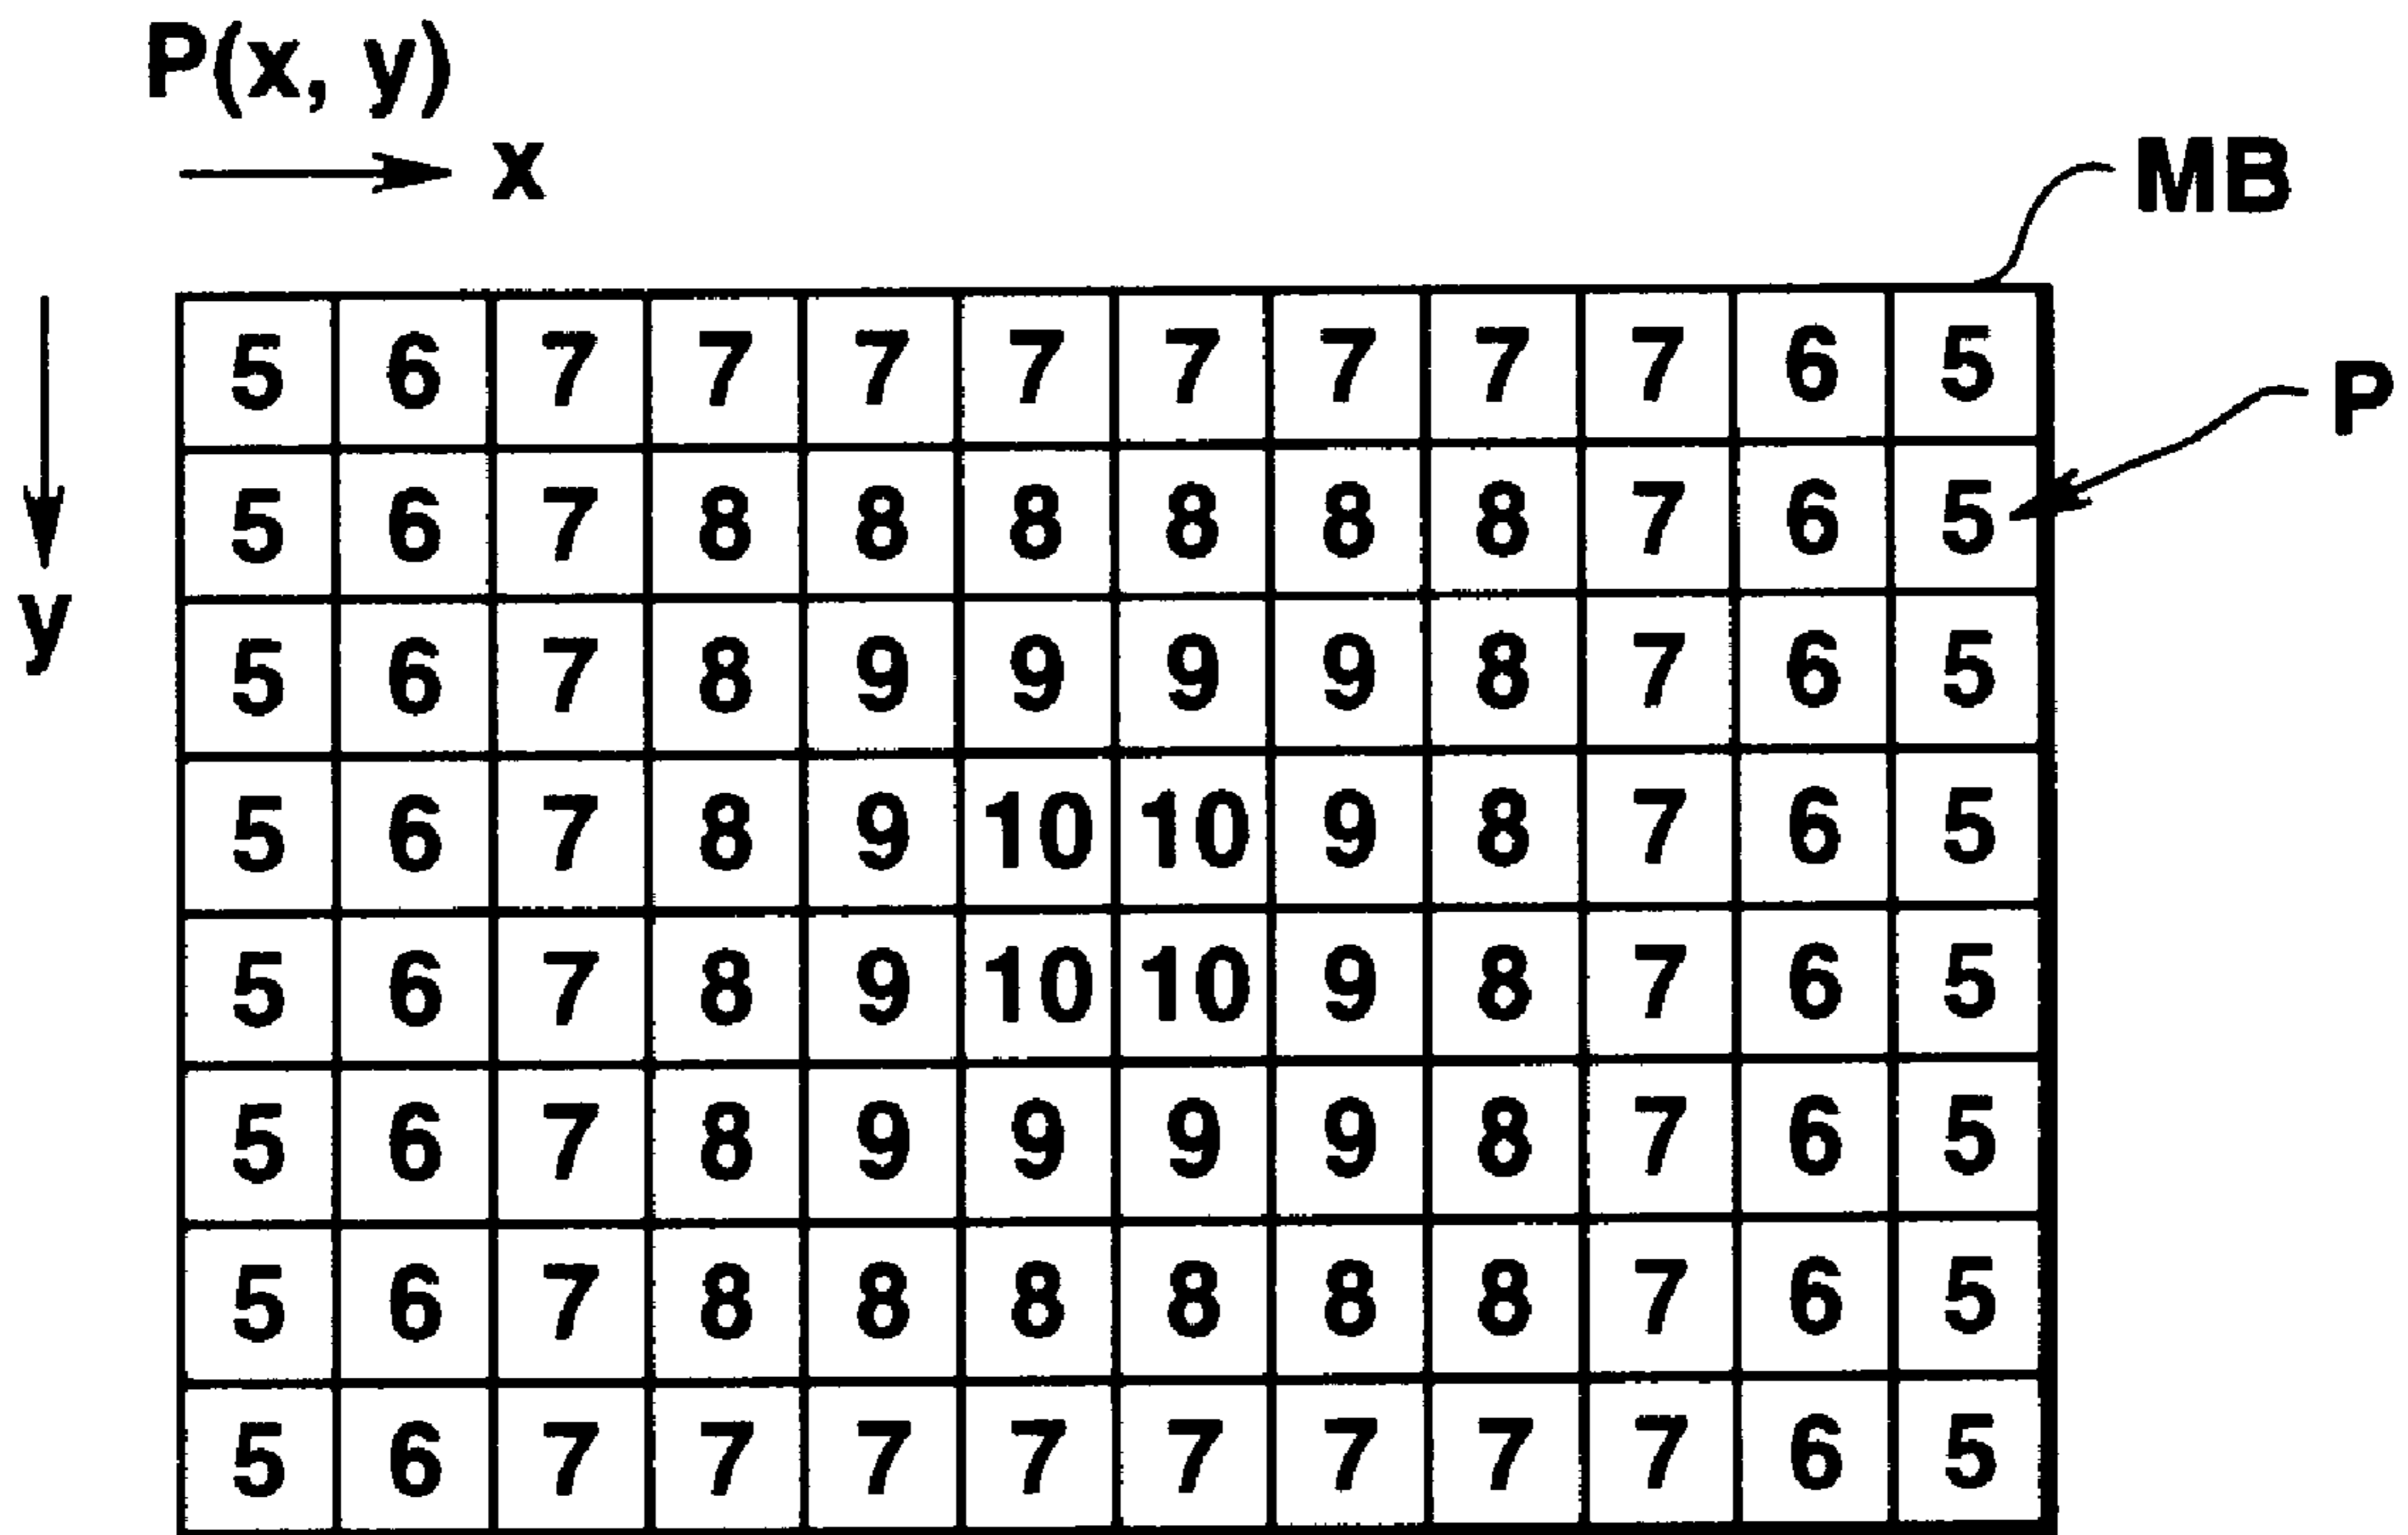 P(x, y)
x
MB
5 6 7 7 7 7 7 7 7 7 6 5
P
5 6 7 8 8 8 8 8 8 7 6 5
y
5 6 7 8 9 9 9 9 8 7 6 5
5 6 7 8 9 10 10 9 8 7 6 5
5 6 7 8 9 10 10 9 8 7 6 5
5 6 7 8 9 9 9 9 8 7 6 5
5 6 7 8 8 8 8 8 8 7 6 5
5 6 7 7 7 7 7 7 7 7 6 5